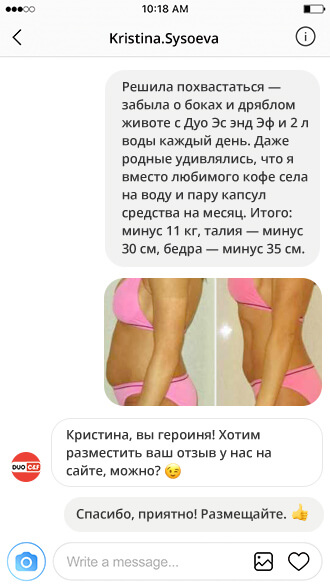 10:18 AM
Kristina.Sysoeva
Решила похвастаться —
забыла о боках и дряблом
животе с Дуо Эс энд Эф и 2 л
воды каждый день. Даже
родные удивлялись, что я
вместо любимого кофе села
на воду и пару капсул
средства на месяц. Итого:
минус 11 кг, талия — минус
30 см, бедра — минус 35 см.
Кристина, вы героиня! Хотим
разместить ваш отзыв у нас на
сайте, можно? 😉
DUO C&F
Спасибо, приятно! Размещайте. 👍
Write a message...